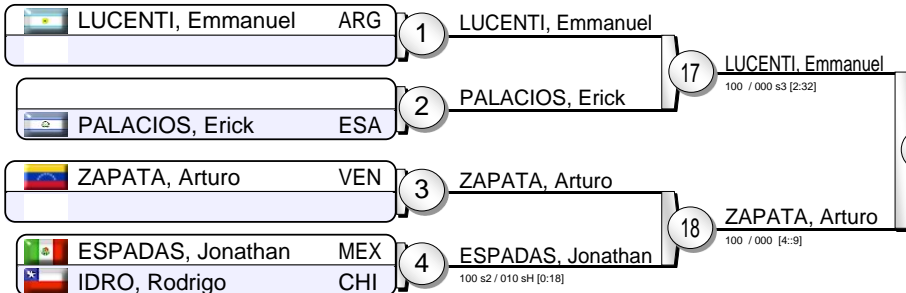 LUCENTI, Emmanuel ARG
1
LUCENTI, Emmanuel
17
LUCENTI, Emmanuel
100 / 000 s3 [2:32]
2
PALACIOS, Erick
PALACIOS, Erick ESA
ZAPATA, Arturo VEN
3
ZAPATA, Arturo
18
ZAPATA, Arturo
100 / 000 [4::9]
ESPADAS, Jonathan MEX
4
ESPADAS, Jonathan
100 s2 / 010 sH [0:18]
IDRO, Rodrigo CHI